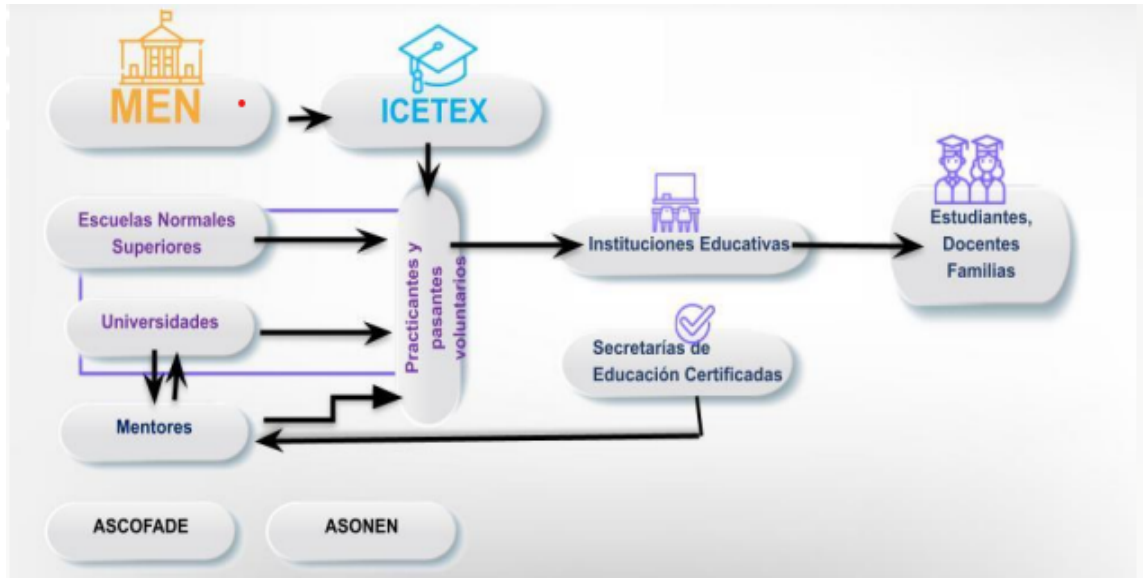 MEN
ICETEX
Escuelas Normales
Superiores
Universidades
Mentores
Practicantes y
pasantes
voluntarios
Instituciones Educativas
Secretarías de
Educación Certificadas
Estudiantes,
Docentes
Familias
ASCOFADE
ASONEN